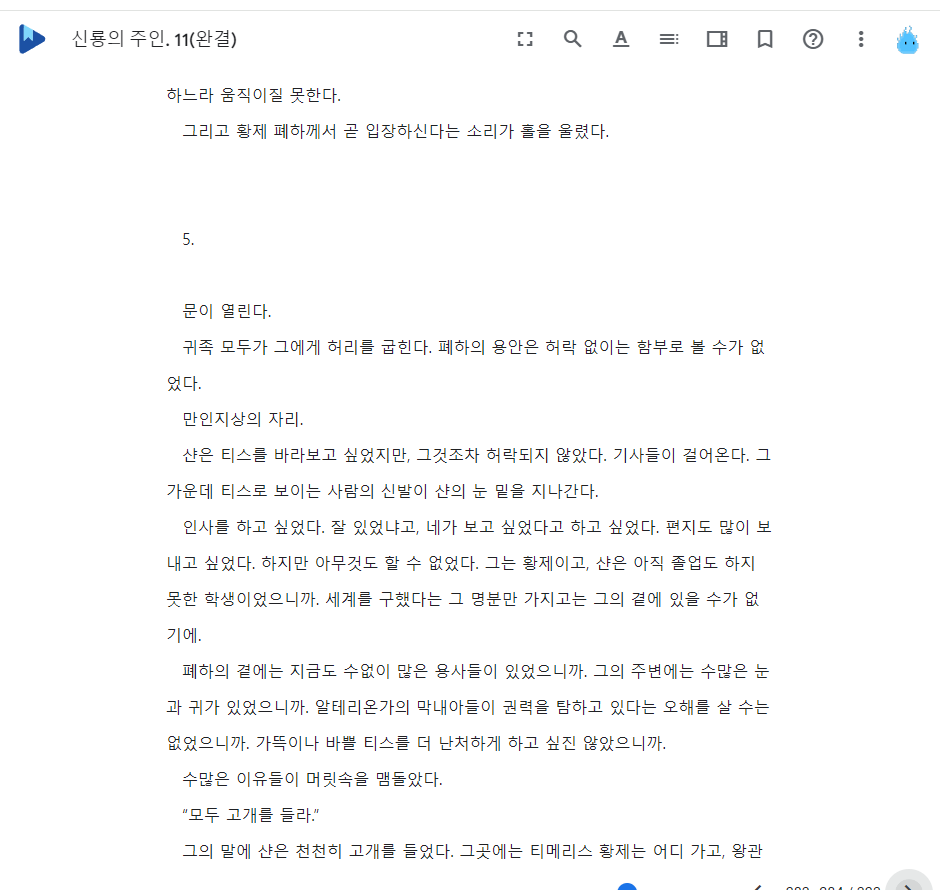 신룡의 주인. 11(완결)
하느라 움직이질 못한다.
그리고 황제 폐하께서 곧 입장하신다는 소리가 홀을 울렸다.
5.
문이 열린다.
귀족 모두가 그에게 허리를 굽힌다. 폐하의 용안은 허락 없이는 함부로 볼 수가 없
었다.
만인지상의 자리.
샨은 티스를 바라보고 싶었지만, 그것조차 허락되지 않았다. 기사들이 걸어온다. 그
가운데 티스로 보이는 사람의 신발이 샨의 눈 밑을 지나간다.
인사를 하고 싶었다. 잘 있었냐고, 네가 보고 싶었다고 하고 싶었다. 편지도 많이 보
내고 싶었다. 하지만 아무것도 할 수 없었다. 그는 황제이고, 샨은 아직 졸업도 하지
못한 학생이었으니까. 세계를 구했다는 그 명분만 가지고는 그의 곁에 있을 수가 없
기에.
폐하의 곁에는 지금도 수없이 많은 용사들이 있었으니까. 그의 주변에는 수많은 눈
과 귀가 있었으니까. 알테리온가의 막내아들이 권력을 탐하고 있다는 오해를 살 수는
없었으니까. 가뜩이나 바쁠 티스를 더 난처하게 하고 싶진 않았으니까.
수많은 이유들이 머릿속을 맴돌았다.
“모두 고개를 들라.”
그의 말에 샨은 천천히 고개를 들었다. 그곳에는 티메리스 황제는 어디 가고, 왕관